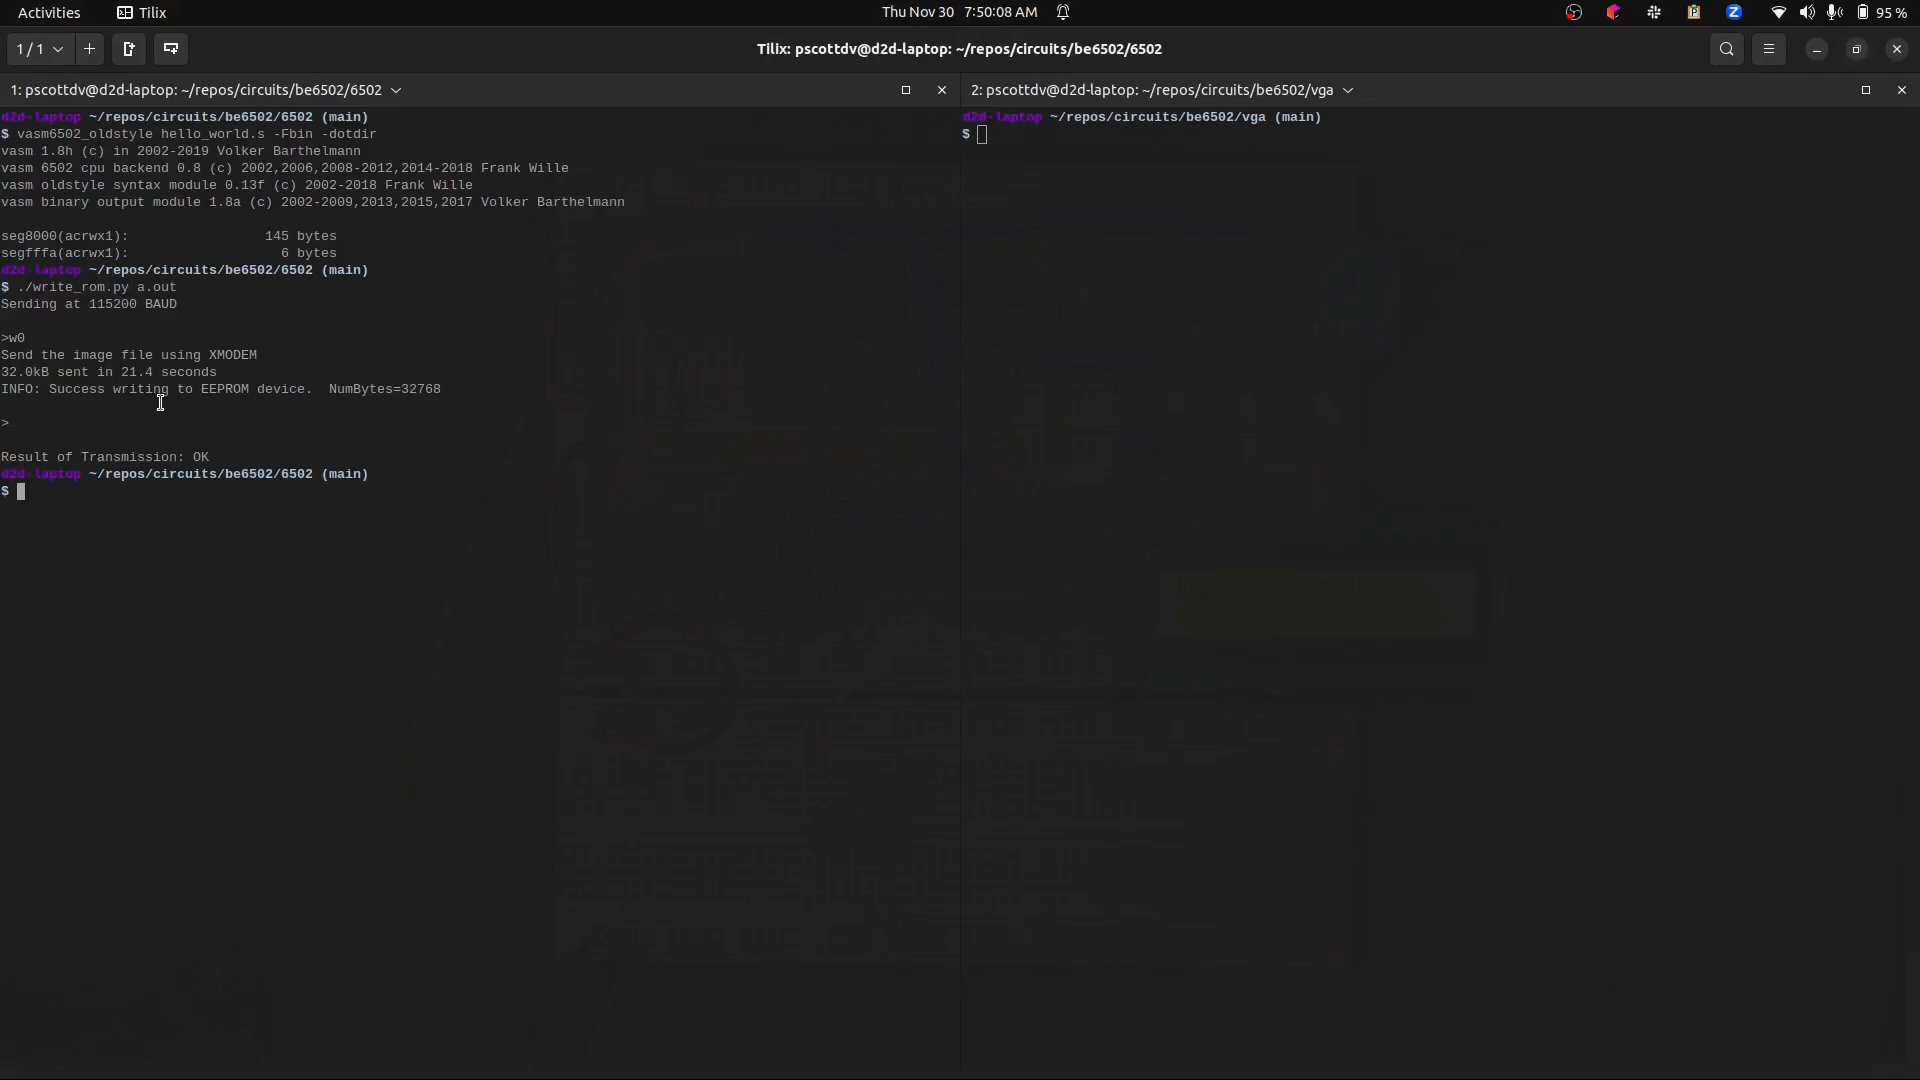 Activities
Tilix
Thu Nov 30 7:50:08 AM
95 %
1 / 1
Tilix: pscottdv@d2d-laptop: ~/repos/circuits/be6502/6502
1: pscottdv@d2d-laptop: ~/repos/circuits/be6502/6502
d2d-laptop ~/repos/circuits/be6502/6502 (main)
$ vasm6502_oldstyle hello_world.s -Fbin -dotdir
vasm 1.8h (c) in 2002-2019 Volker Barthelmann
vasm 6502 cpu backend 0.8 (c) 2002,2006,2008-2012,2014-2018 Frank Wille
vasm oldstyle syntax module 0.13f (c) 2002-2018 Frank Wille
vasm binary output module 1.8a (c) 2002-2009,2013,2015,2017 Volker Barthelmann
seg8000(acrwx1): 145 bytes
segfffa(acrwx1): 6 bytes
d2d-laptop ~/repos/circuits/be6502/6502 (main)
$ ./write_rom.py a.out
Sending at 115200 BAUD
>w0
Send the image file using XMODEM
32.0kB sent in 21.4 seconds
INFO: Success writing to EEPROM device. NumBytes=32768
>
Result of Transmission: OK
d2d-laptop ~/repos/circuits/be6502/6502 (main)
$
2: pscottdv@d2d-laptop: ~/repos/circuits/be6502/vga
d2d-laptop ~/repos/circuits/be6502/vga (main)
$